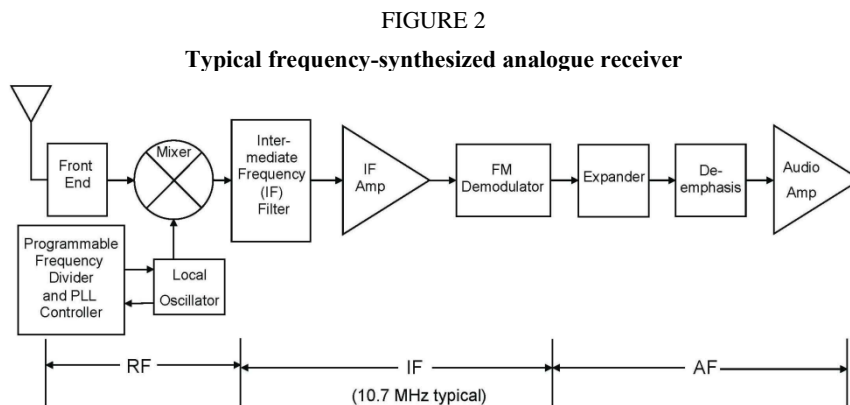 FIGURE 2
Typical frequency-synthesized analogue receiver
Front
End
Mixer
Inter-
mediate
Frequency
(IF)
Filter
IF
Amp
FM
Demodulator
Expander
De-
emphasis
Audio
Amp
Programmable
Frequency
Divider
and PLL
Controller
Local
Oscillator
RF
IF
AF
(10.7 MHz typical)